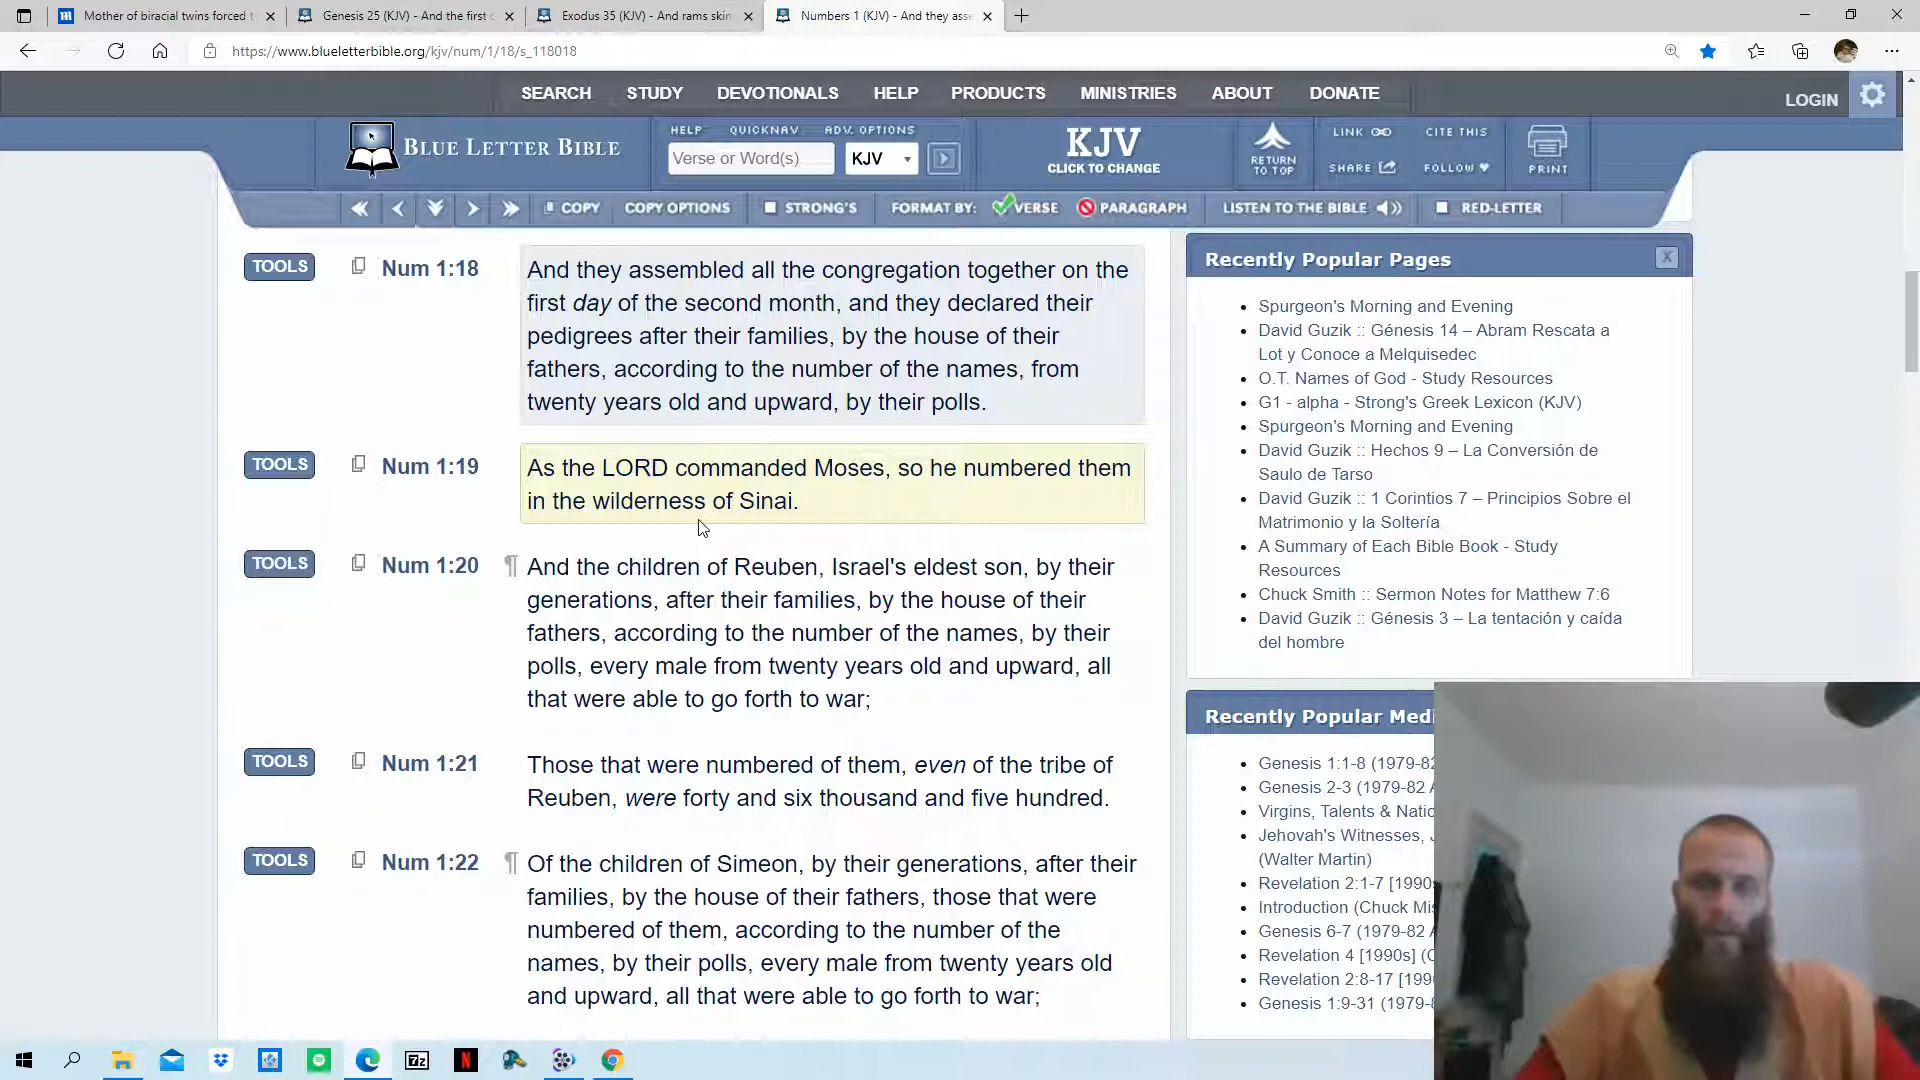 Mother of biracial twins forced t
Genesis 25 (KJV) - And the first c
Exodus 35 (KJV) - And rams skin
Numbers 1 (KJV) - And they asse
https://www.blueletterbible.org/kjv/num/1/18/s_118018
SEARCH STUDY DEVOTIONALS HELP PRODUCTS MINISTRIES ABOUT DONATE
LOGIN
BLUE LETTER BIBLE
HELP QUICKNAV ADV. OPTIONS
Verse or Word(s)
KJV
KJV
CLICK TO CHANGE
RETURN
TO TOP
LINK
CITE THIS
SHARE
FOLLOW
PRINT
COPY COPY OPTIONS STRONG'S FORMAT BY: VERSE PARAGRAPH LISTEN TO THE BIBLE RED-LETTER
TOOLS Num 1:18
And they assembled all the congregation together on the
first day of the second month, and they declared their
pedigrees after their families, by the house of their
fathers, according to the number of the names, from
twenty years old and upward, by their polls.
TOOLS Num 1:19
As the LORD commanded Moses, so he numbered them
in the wilderness of Sinai.
TOOLS Num 1:20
¶ And the children of Reuben, Israel's eldest son, by their
generations, after their families, by the house of their
fathers, according to the number of the names, by their
polls, every male from twenty years old and upward, all
that were able to go forth to war;
TOOLS Num 1:21
Those that were numbered of them, even of the tribe of
Reuben, were forty and six thousand and five hundred.
TOOLS Num 1:22
¶ Of the children of Simeon, by their generations, after their
families, by the house of their fathers, those that were
numbered of them, according to the number of the
names, by their polls, every male from twenty years old
and upward, all that were able to go forth to war;
Recently Popular Pages
X
Spurgeon's Morning and Evening
David Guzik :: Génesis 14 – Abram Rescata a
Lot y Conoce a Melquisedec
O.T. Names of God - Study Resources
G1 - alpha - Strong's Greek Lexicon (KJV)
Spurgeon's Morning and Evening
David Guzik :: Hechos 9 – La Conversión de
Saulo de Tarso
David Guzik :: 1 Corintios 7 – Principios Sobre el
Matrimonio y la Soltería
A Summary of Each Bible Book - Study
Resources
Chuck Smith :: Sermon Notes for Matthew 7:6
David Guzik :: Génesis 3 – La tentación y caída
del hombre
Recently Popular Medi
Genesis 1:1-8 (1979-82
Genesis 2-3 (1979-82 A
Virgins, Talents & Natio
Jehovah's Witnesses, J
(Walter Martin)
Revelation 2:1-7 [1990s
Introduction (Chuck Mis
Genesis 6-7 (1979-82 A
Revelation 4 [1990s] (C
Revelation 2:8-17 [199
Genesis 1:9-31 (1979-8
7z
N